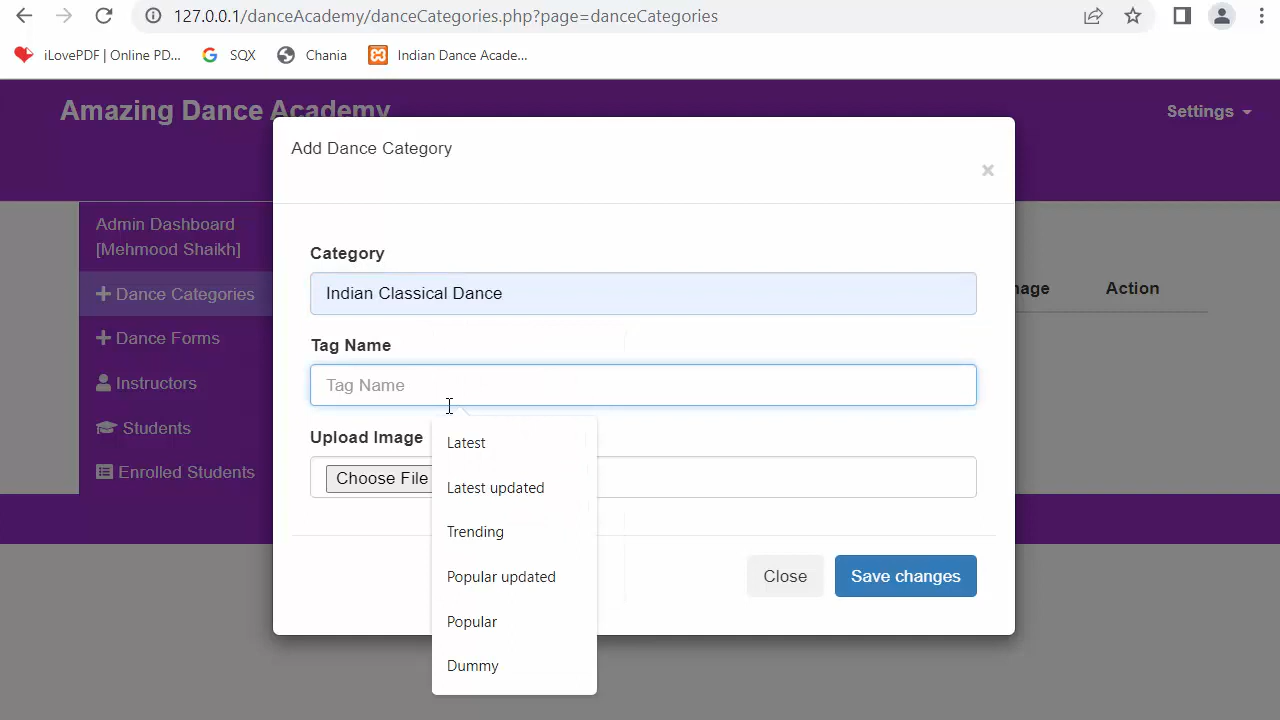 127.0.0.1/danceAcademy/danceCategories.php?page=danceCategories
iLovePDF | Online PD... SQX Chania Indian Dance Acade...
Amazing Dance Academy
Settings
Add Dance Category
×
Admin Dashboard
[Mehmood Shaikh]
Category
Dance Categories
Indian Classical Dance
Action
Dance Forms
Tag Name
Instructors
Tag Name
Students
Upload Image
Latest
Enrolled Students
Choose File
Latest updated
Trending
Popular updated
Close
Save changes
Popular
Dummy